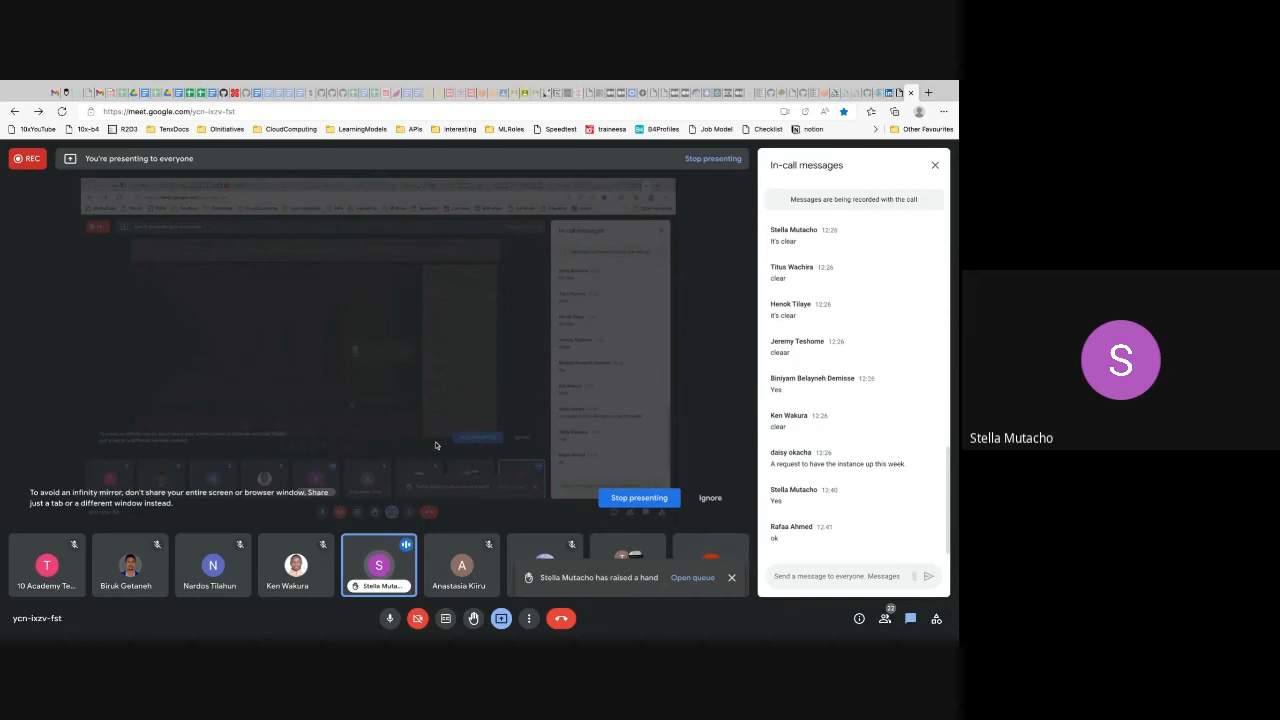 https://meet.google.com/ycn-ixzv-fst
10xYouTube
10x-b4
R2D3
TenxDocs
OInitiatives
CloudComputing
LearningModels
APIs
Interesting
MLRoles
Speedtest
traineesa
B4Profiles
Job Model
Checklist
notion
Other Favourites
REC
You're presenting to everyone
Stop presenting
In-call messages
Messages are being recorded with the call
Stella Mutacho 12:26
It's clear
Titus Wachira 12:26
clear
Henok Tilaye 12:26
it's clear
Jeremy Teshome 12:26
cleaar
Biniyam Belayneh Demisse 12:26
Yes
Ken Wakura 12:26
clear
daisy okacha 12:26
A request to have the instance up this week.
Stella Mutacho 12:40
Yes
Rafaa Ahmed 12:41
ok
Send a message to everyone. Messages
To avoid an infinity mirror, don't share your entire screen or browser window. Share
just a tab or a different window instead.
Stop presenting
Ignore
T
10 Academy Te...
Biruk Getaneh
N
Nardos Tilahun
Ken Wakura
S
Stella Muta...
A
Anastasia Kiiru
Stella Mutacho has raised a hand
Open queue
ycn-ixzv-fst
22
S
Stella Mutacho